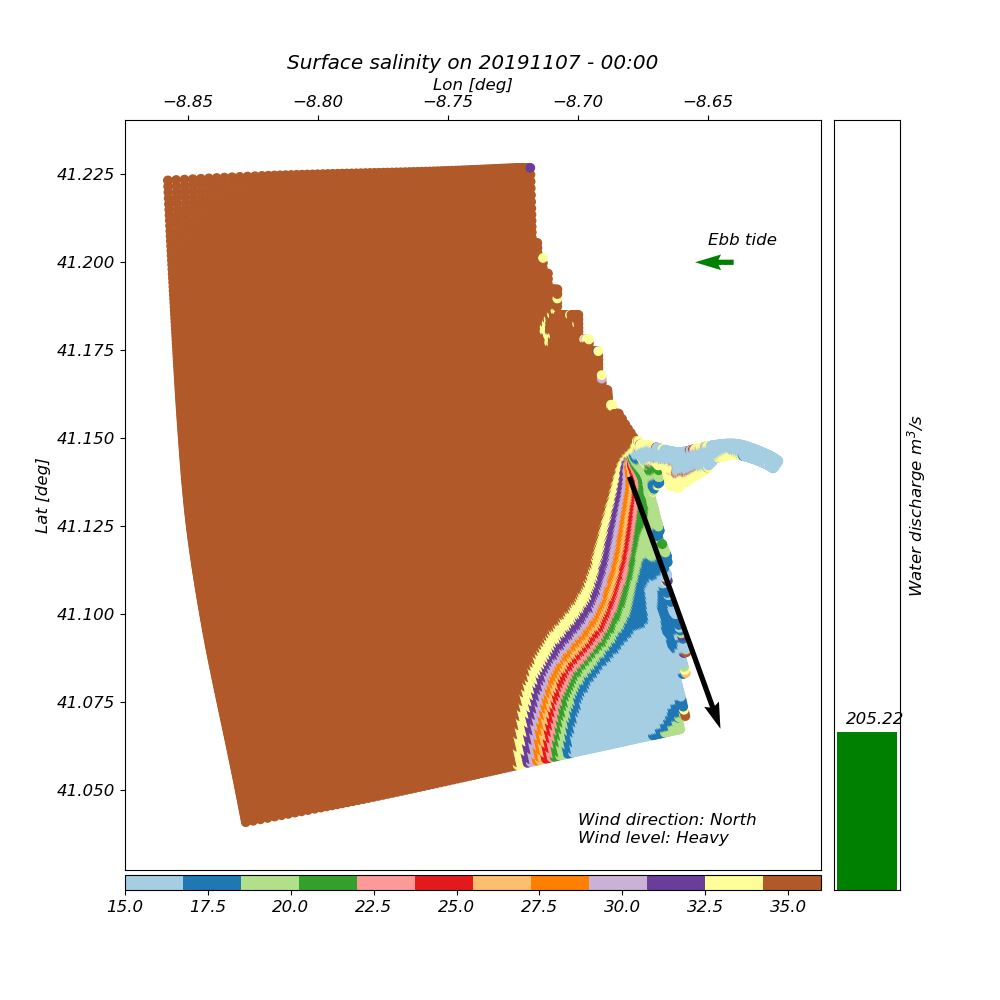 Surface salinity on 20191107 - 00:00
Lon [deg]
−8.85 −8.80 −8.75 −8.70 −8.65
41.225
Ebb tide
41.200
41.175
41.150
Lat [deg]
41.125
41.100
41.075
41.050
Water discharge m³/s
205.22
Wind direction: North
Wind level: Heavy
15.0 17.5 20.0 22.5 25.0 27.5 30.0 32.5 35.0